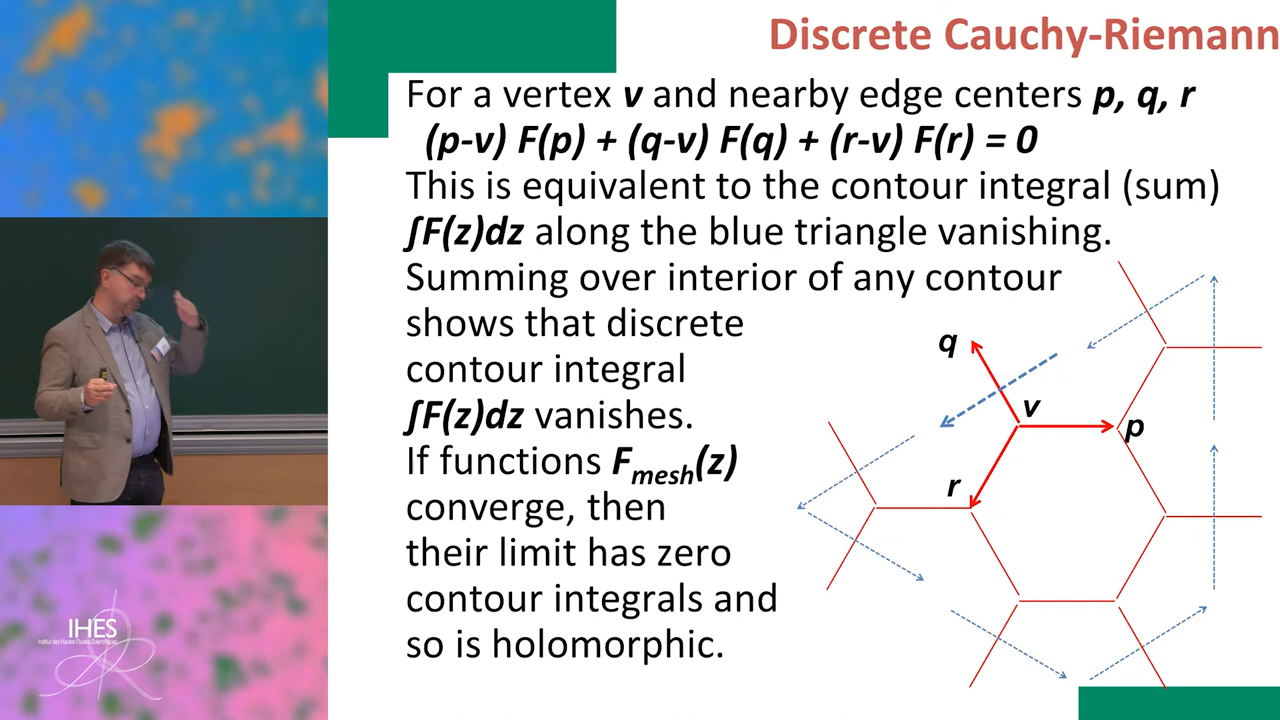 Discrete Cauchy-Riemann
For a vertex v and nearby edge centers p, q, r
(p-v) F(p) + (q-v) F(q) + (r-v) F(r) = 0
This is equivalent to the contour integral (sum)
∫F(z)dz along the blue triangle vanishing.
Summing over interior of any contour
shows that discrete
contour integral
∫F(z)dz vanishes.
If functions Fmesh(z)
converge, then
their limit has zero
contour integrals and
so is holomorphic.
q
v
p
r
IHES
Institut des Hautes Études Scientifiques